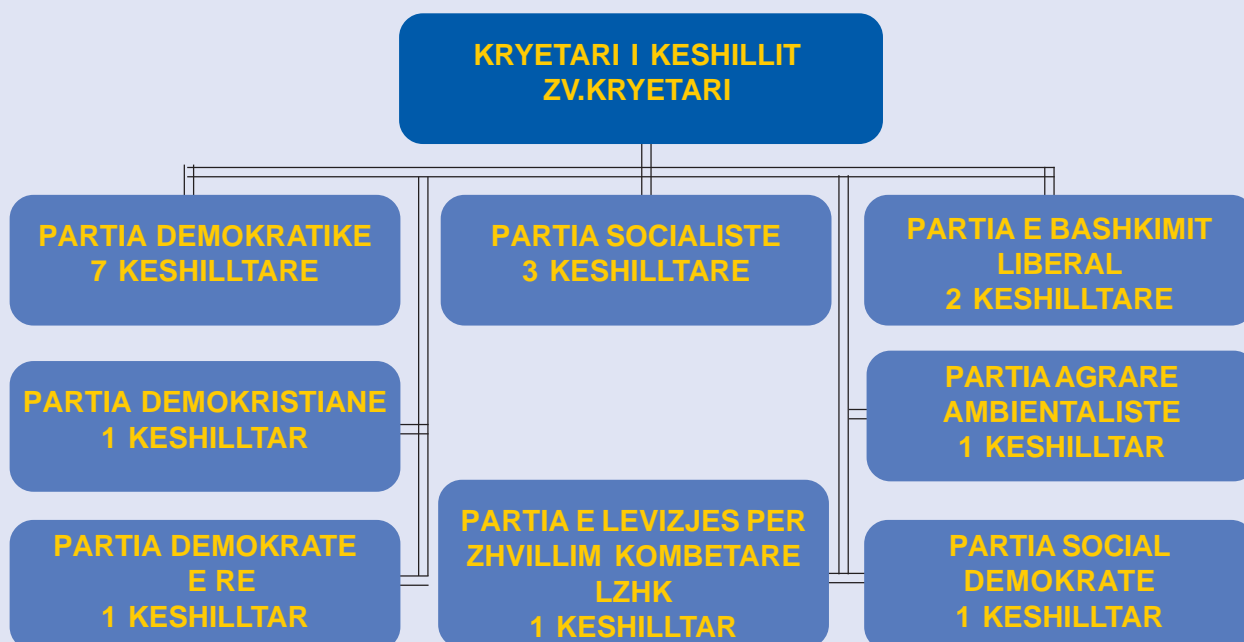 KRYETARI I KESHILLIT
ZV.KRYETARI
PARTIA DEMOKRATIKE
7 KESHILLTARE
PARTIA SOCIALISTE
3 KESHILLTARE
PARTIA E BASHKIMIT
LIBERAL
2 KESHILLTARE
PARTIA DEMOKRISTIANE
1 KESHILLTAR
PARTIA AGRARE
AMBIENTALISTE
1 KESHILLTAR
PARTIA DEMOKRATE
E RE
1 KESHILLTAR
PARTIA E LEVIZJES PER
ZHVILLIM KOMBETARE
LZHK
1 KESHILLTAR
PARTIA SOCIAL
DEMOKRATE
1 KESHILLTAR